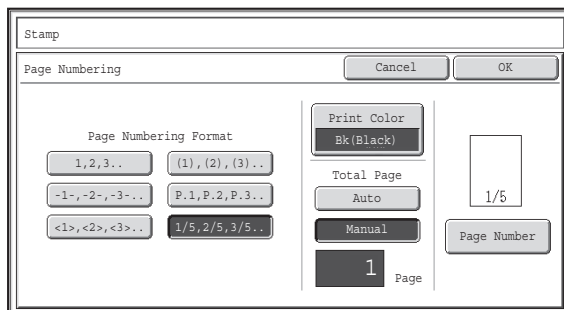 Stamp
Page Numbering
Cancel
OK
Page Numbering Format
1,2,3..
(1),(2),(3)..
-1-,-2-,-3-..
P.1,P.2,P.3..
<1>,<2>,<3>..
1/5,2/5,3/5..
Print Color
Bk(Black)
Total Page
Auto
Manual
1
Page
1/5
Page Number